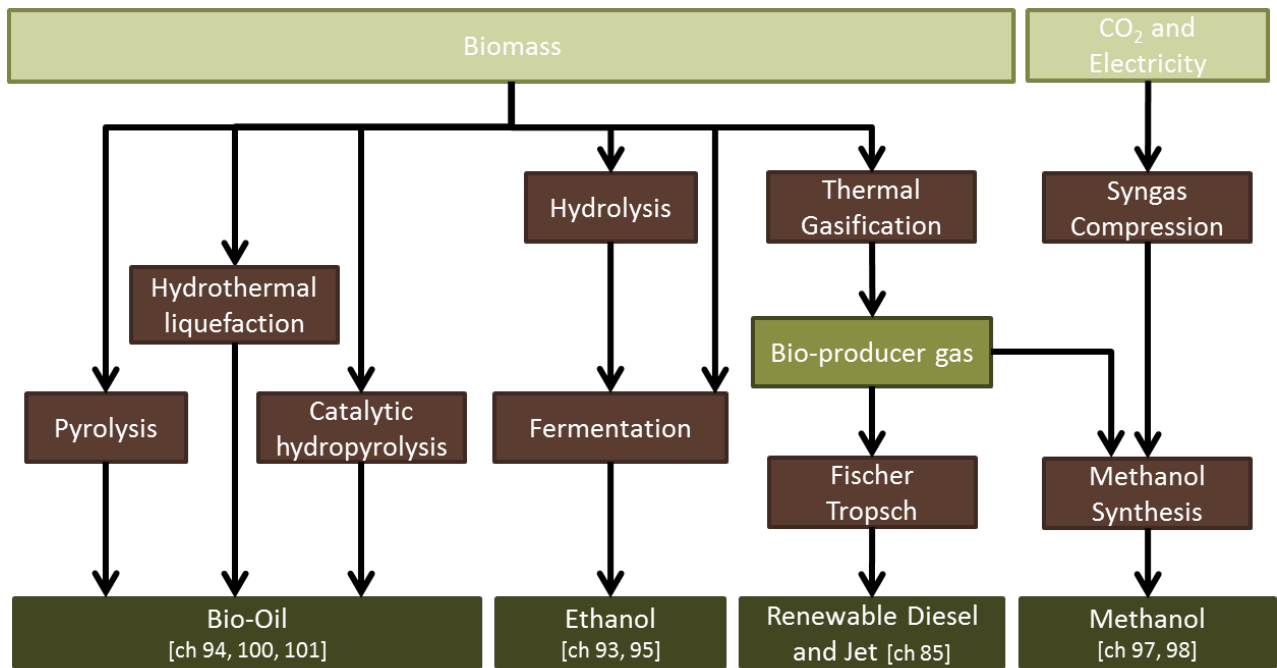 Biomass
CO₂ and
Electricity
Hydrolysis
Thermal
Gasification
Syngas
Compression
Hydrothermal
liquefaction
Bio-producer gas
Pyrolysis
Catalytic
hydropyrolysis
Fermentation
Fischer
Tropsch
Methanol
Synthesis
Bio-Oil
[ch 94, 100, 101]
Ethanol
[ch 93, 95]
Renewable Diesel
and Jet [ch 85]
Methanol
[ch 97, 98]